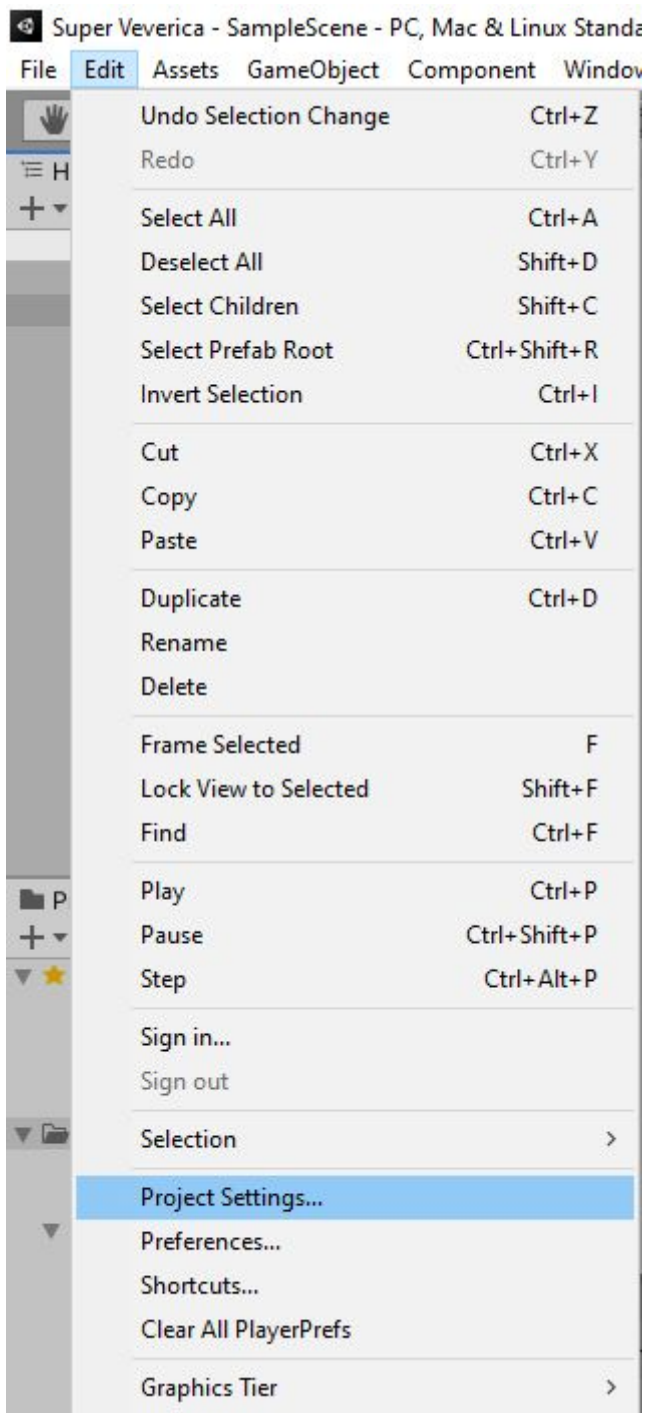 Super Veverica - SampleScene - PC, Mac & Linux Standa
File Edit Assets GameObject Component Window
Undo Selection Change Ctrl+Z
Redo Ctrl+Y
H
Select All Ctrl+A
Deselect All Shift+D
Select Children Shift+C
Select Prefab Root Ctrl+Shift+R
Invert Selection Ctrl+I
Cut Ctrl+X
Copy Ctrl+C
Paste Ctrl+V
Duplicate Ctrl+D
Rename
Delete
Frame Selected F
Lock View to Selected Shift+F
Find Ctrl+F
P
Play Ctrl+P
Pause Ctrl+Shift+P
Step Ctrl+Alt+P
Sign in...
Sign out
Selection >
Project Settings...
Preferences...
Shortcuts...
Clear All PlayerPrefs
Graphics Tier >